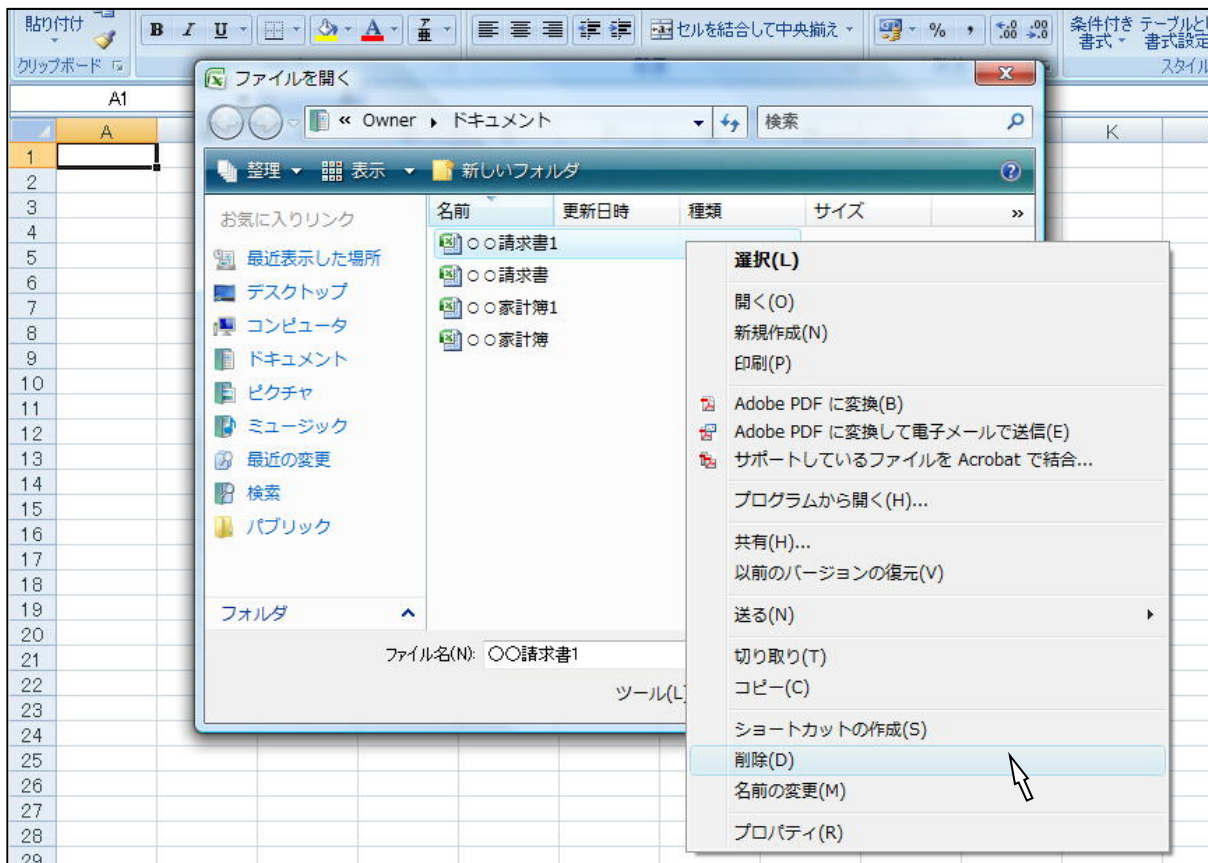 貼り付け
B I U
A
セルを結合して中央揃え
%
,
条件付き
書式
テーブルと
書式設定
クリップボード
スタイル
A1
ファイルを開く
« Owner ▸ ドキュメント
検索
整理
表示
新しいフォルダ
お気に入りリンク
最近表示した場所
デスクトップ
コンピュータ
ドキュメント
ピクチャ
ミュージック
最近の変更
検索
パブリック
フォルダ
名前 更新日時 種類 サイズ »
○○請求書1
○○請求書
○○家計簿1
○○家計簿
ファイル名(N): 〇〇請求書1
ツール(L)
選択(L)
開く(O)
新規作成(N)
印刷(P)
Adobe PDF に変換(B)
Adobe PDF に変換して電子メールで送信(E)
サポートしているファイルを Acrobat で結合...
プログラムから開く(H)...
共有(H)...
以前のバージョンの復元(V)
送る(N)
切り取り(T)
コピー(C)
ショートカットの作成(S)
削除(D)
名前の変更(M)
プロパティ(R)
A
K
1
2
3
4
5
6
7
8
9
10
11
12
13
14
15
16
17
18
19
20
21
22
23
24
25
26
27
28
29